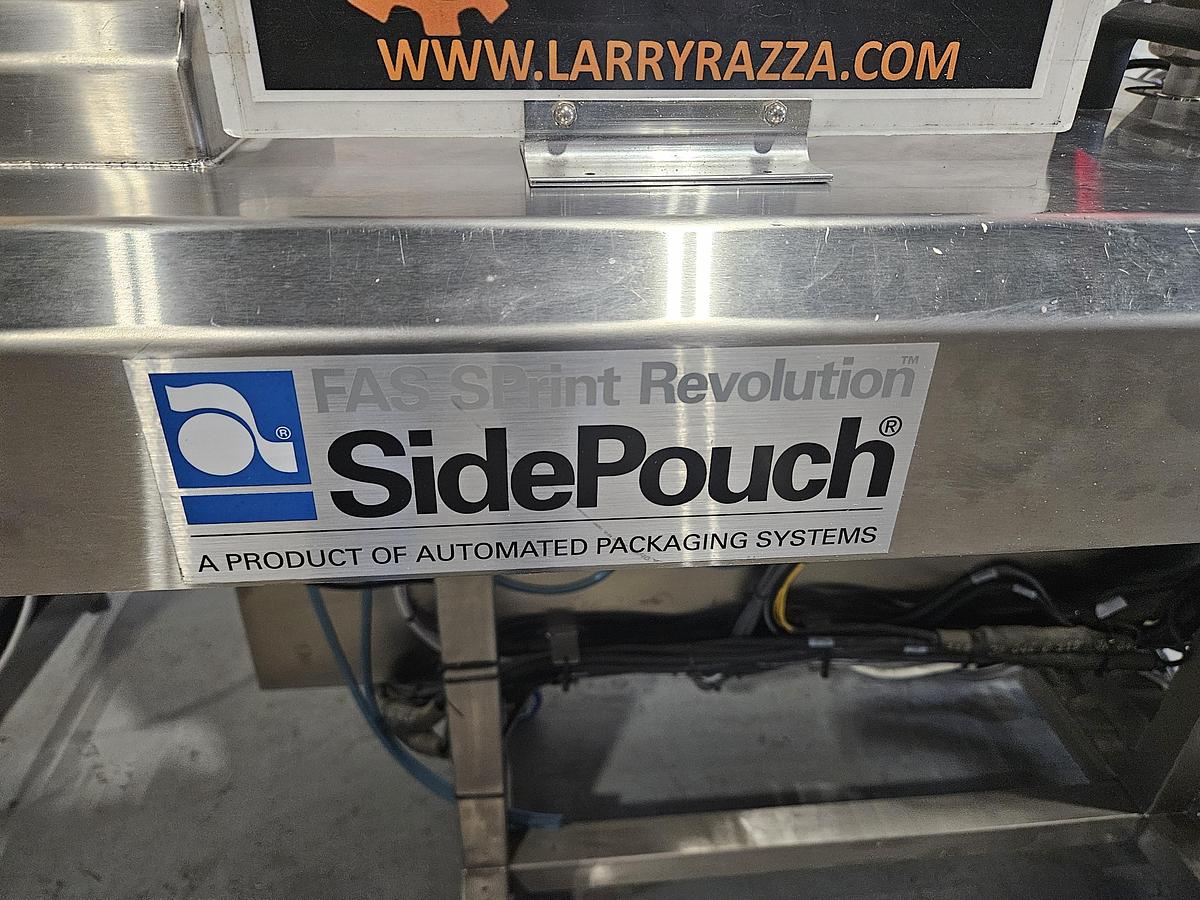 WWW.LARRYRAZZA.COM
FAS SPrint Revolution™
SidePouch®
®
A PRODUCT OF AUTOMATED PACKAGING SYSTEMS